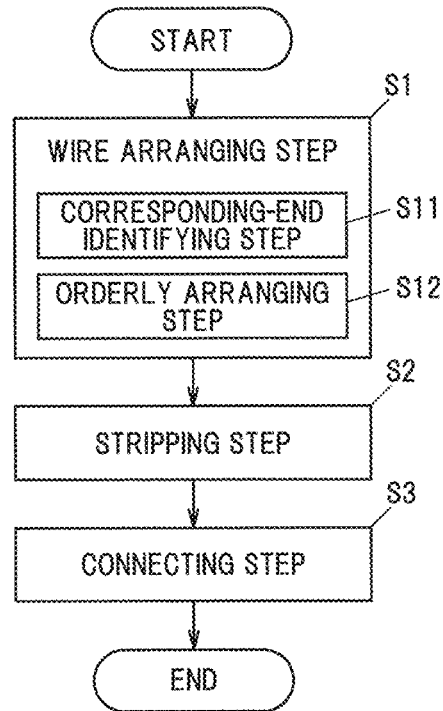 START
S1
WIRE ARRANGING STEP
CORRESPONDING-END
IDENTIFYING STEP
S11
ORDERLY ARRANGING
STEP
S12
S2
STRIPPING STEP
S3
CONNECTING STEP
END